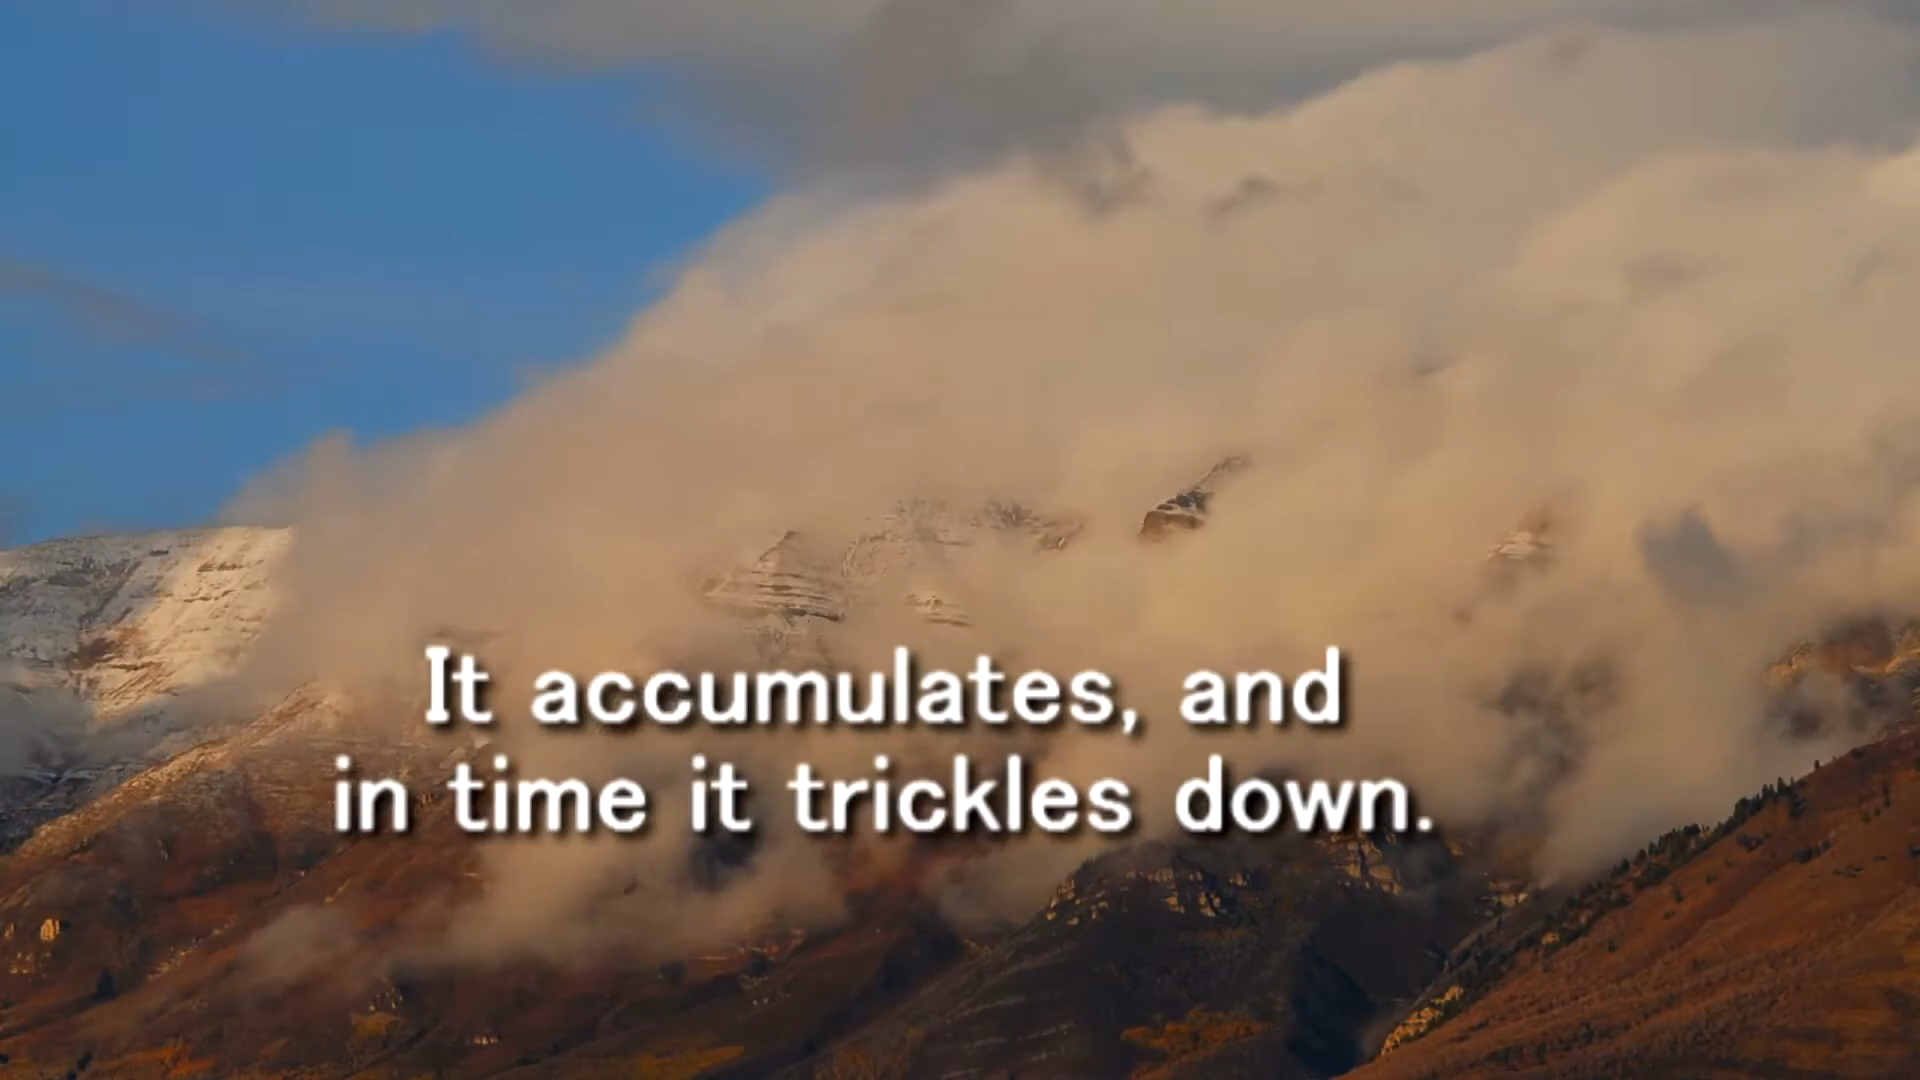 It accumulates, and
in time it trickles down.